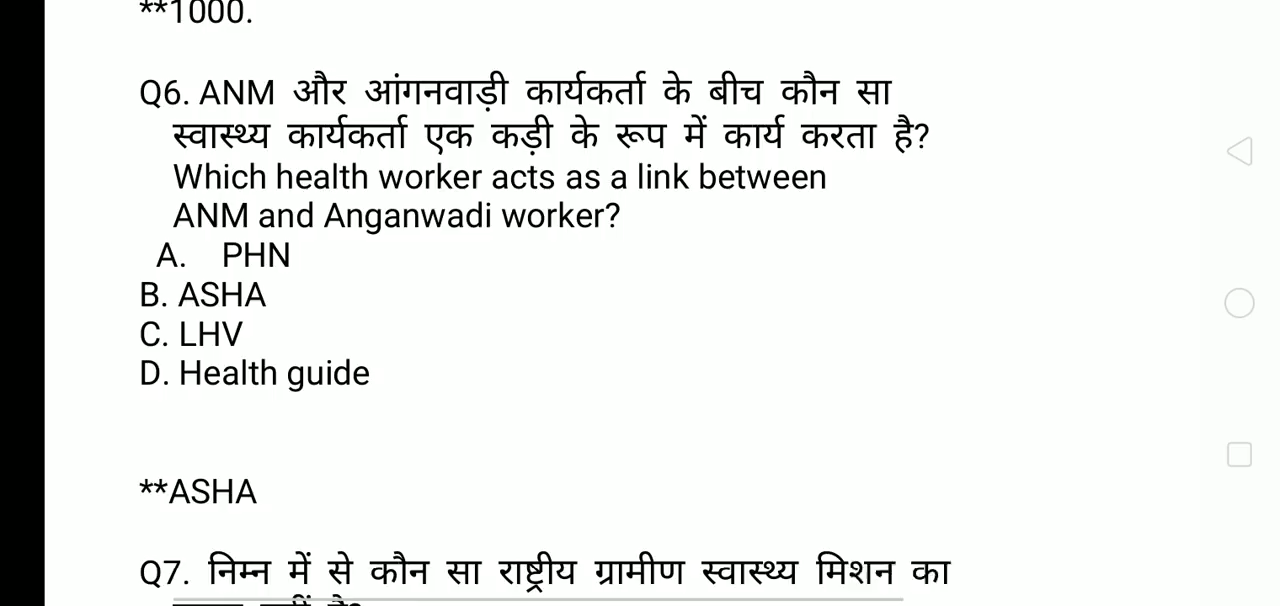 **1000.
Q6. ANM और आंगनवाड़ी कार्यकर्ता के बीच कौन सा
स्वास्थ्य कार्यकर्ता एक कड़ी के रूप में कार्य करता है?
Which health worker acts as a link between
ANM and Anganwadi worker?
A. PHN
B. ASHA
C. LHV
D. Health guide
**ASHA
Q7. निम्न में से कौन सा राष्ट्रीय ग्रामीण स्वास्थ्य मिशन का